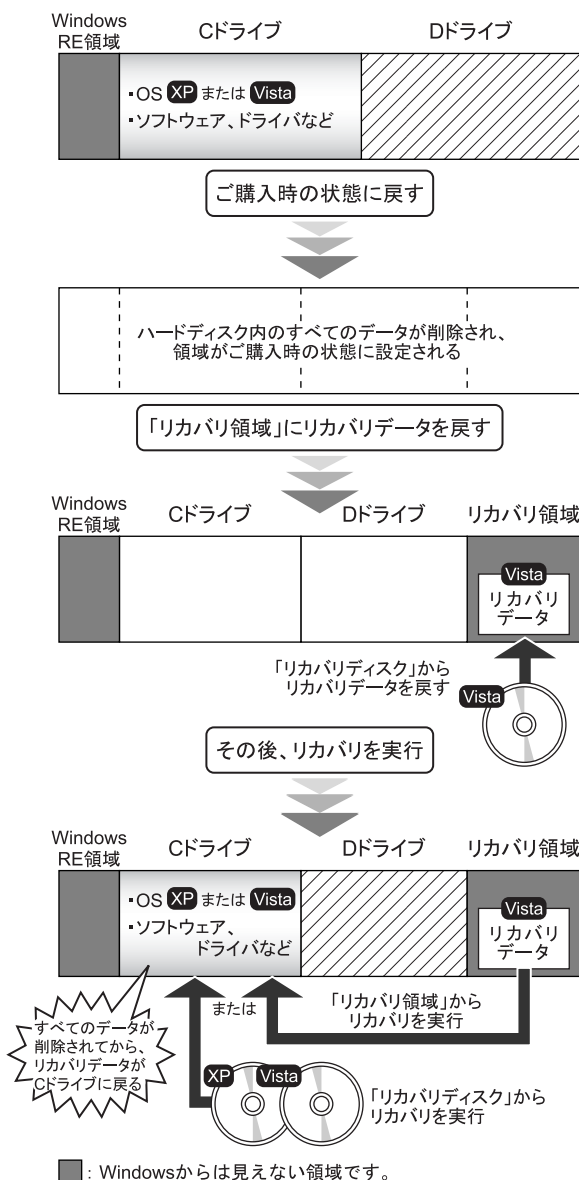 Windows
RE領域
Cドライブ
Dドライブ
・OS XP または Vista
・ソフトウェア、ドライバなど
ご購入時の状態に戻す
ハードディスク内のすべてのデータが削除され、
領域がご購入時の状態に設定される
「リカバリ領域」にリカバリデータを戻す
Windows
RE領域
Cドライブ
Dドライブ
リカバリ領域
Vista
リカバリ
データ
「リカバリディスク」から
リカバリデータを戻す
Vista
その後、リカバリを実行
Windows
RE領域
Cドライブ
Dドライブ
リカバリ領域
・OS XP または Vista
・ソフトウェア、
ドライバなど
Vista
リカバリ
データ
または
「リカバリ領域」から
リカバリを実行
すべてのデータが
削除されてから、
リカバリデータが
Cドライブに戻る
XP
Vista
「リカバリディスク」から
リカバリを実行
: Windowsからは見えない領域です。